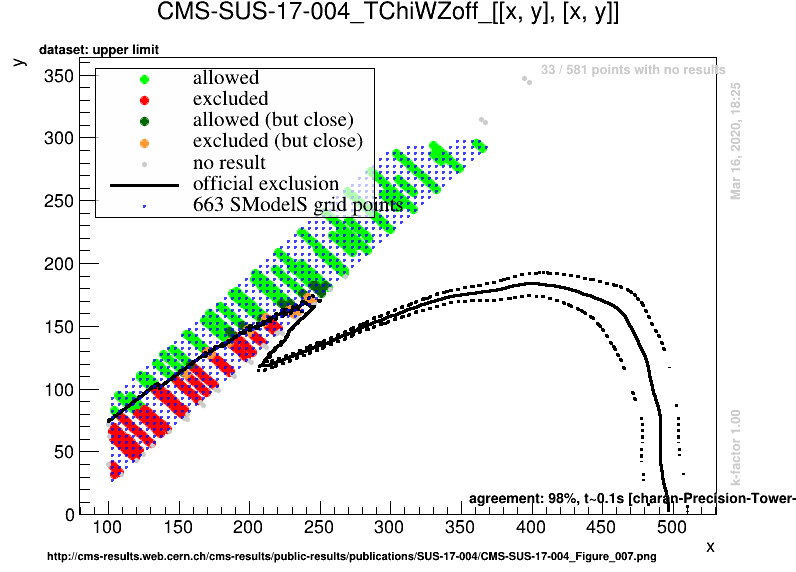 CMS-SUS-17-004_TChiWZoff_[[x, y], [x, y]]
dataset: upper limit
y
33 / 581 points with no results
allowed
excluded
allowed (but close)
excluded (but close)
no result
official exclusion
663 SModelS grid points
350
300
250
200
150
100
50
0
Mar 16, 2020, 18:25
k-factor 1.00
agreement: 98%, t~0.1s [charan-Precision-Tower-
100 150 200 250 300 350 400 450 500
x
http://cms-results.web.cern.ch/cms-results/public-results/publications/SUS-17-004/CMS-SUS-17-004_Figure_007.png